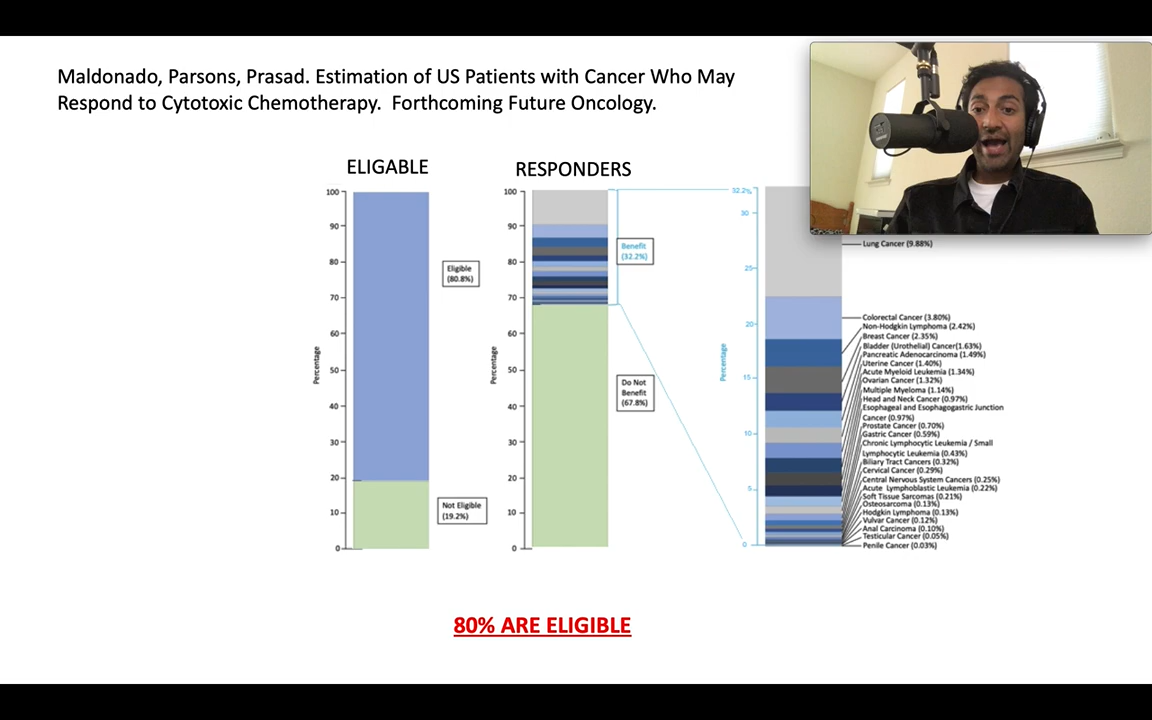 Maldonado, Parsons, Prasad. Estimation of US Patients with Cancer Who May
Respond to Cytotoxic Chemotherapy.  Forthcoming Future Oncology.
ELIGABLE
RESPONDERS
100
90
80
70
60
50
40
30
20
10
0
Percentage
Eligible
(80.8%)
Not Eligible
(19.2%)
100
90
80
70
60
50
40
30
20
10
0
Percentage
Benefit
(32.2%)
Do Not
Benefit
(67.8%)
32.2%
30
25
20
15
10
5
0
Percentage
Lung Cancer (9.88%)
Colorectal Cancer (3.80%)
Non-Hodgkin Lymphoma (2.42%)
Breast Cancer (2.35%)
Bladder (Urothelial) Cancer(1.63%)
Pancreatic Adenocarcinoma (1.49%)
Uterine Cancer (1.40%)
Acute Myeloid Leukemia (1.34%)
Ovarian Cancer (1.32%)
Multiple Myeloma (1.14%)
Head and Neck Cancer (0.97%)
Esophageal and Esophagogastric Junction
Cancer (0.97%)
Prostate Cancer (0.70%)
Gastric Cancer (0.59%)
Chronic Lymphocytic Leukemia / Small
Lymphocytic Leukemia (0.43%)
Biliary Tract Cancers (0.32%)
Cervical Cancer (0.29%)
Central Nervous System Cancers (0.25%)
Acute  Lymphoblastic Leukemia (0.22%)
Soft Tissue Sarcomas (0.21%)
Osteosarcoma (0.13%)
Hodgkin Lymphoma (0.13%)
Vulvar Cancer (0.12%)
Anal Carcinoma (0.10%)
Testicular Cancer (0.05%)
Penile Cancer (0.03%)
80% ARE ELIGIBLE